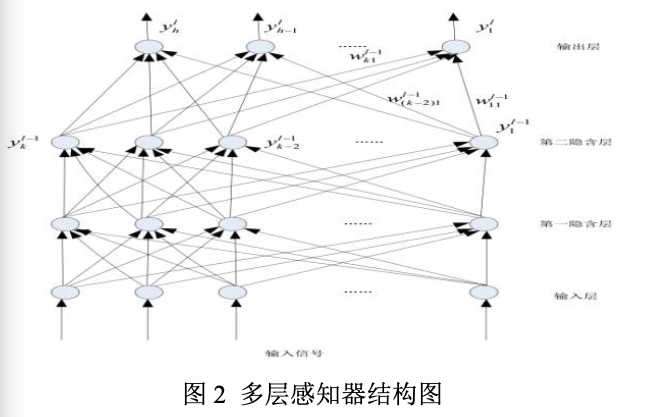 y_h^l y_{h-1}^l y_1^l
...... 输出层
w_{k1}^{l-1}
w_{(k-2)1}^{l-1} w_{11}^{l-1}
y_k^{l-1} y_{k-2}^{l-1} ...... y_1^{l-1} 第二隐含层
...... 第一隐含层
...... 输入层
输入信号
图 2 多层感知器结构图